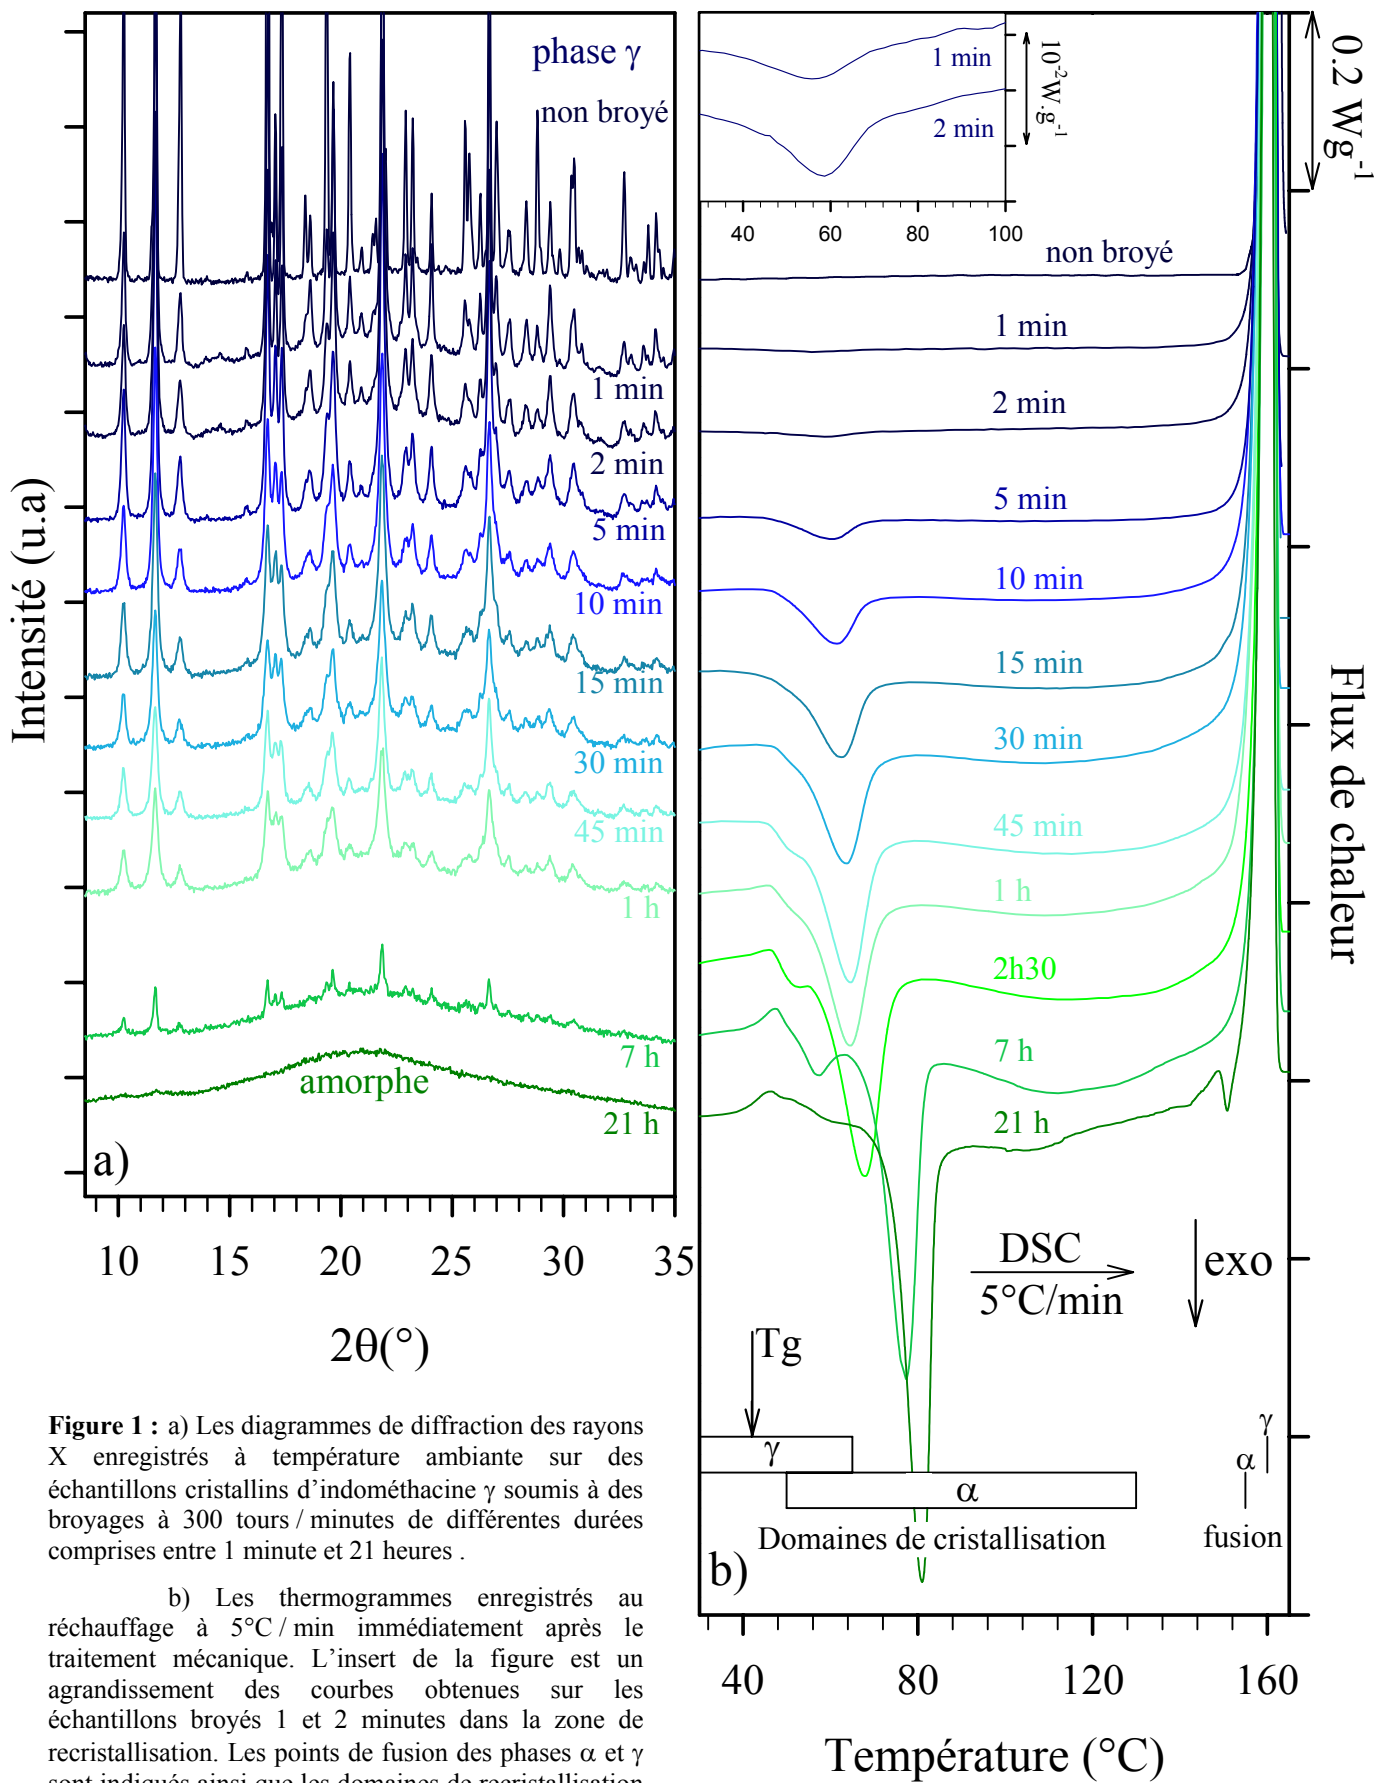 phase γ
non broyé
1 min
2 min
5 min
10 min
15 min
30 min
45 min
1 h
7 h
amorphe
21 h
a)
Intensité (u.a)
10 15 20 25 30 35
2θ(°)
1 min
2 min
10⁻²W.g⁻¹
40 60 80 100
0.2 Wg⁻¹
non broyé
1 min
2 min
5 min
10 min
15 min
30 min
45 min
1 h
2h30
7 h
21 h
Flux de chaleur
DSC
5°C/min
exo
Tg
γ
α
γ
α
Domaines de cristallisation
fusion
b)
40 80 120 160
Température (°C)
Figure 1 : a) Les diagrammes de diffraction des rayons
X enregistrés à température ambiante sur des
échantillons cristallins d'indométhacine γ soumis à des
broyages à 300 tours / minutes de différentes durées
comprises entre 1 minute et 21 heures .
b) Les thermogrammes enregistrés au
réchauffage à 5°C / min immédiatement après le
traitement mécanique. L'insert de la figure est un
agrandissement des courbes obtenues sur les
échantillons broyés 1 et 2 minutes dans la zone de
recristallisation. Les points de fusion des phases α et γ
sont indiqués ainsi que les domaines de recristallisation